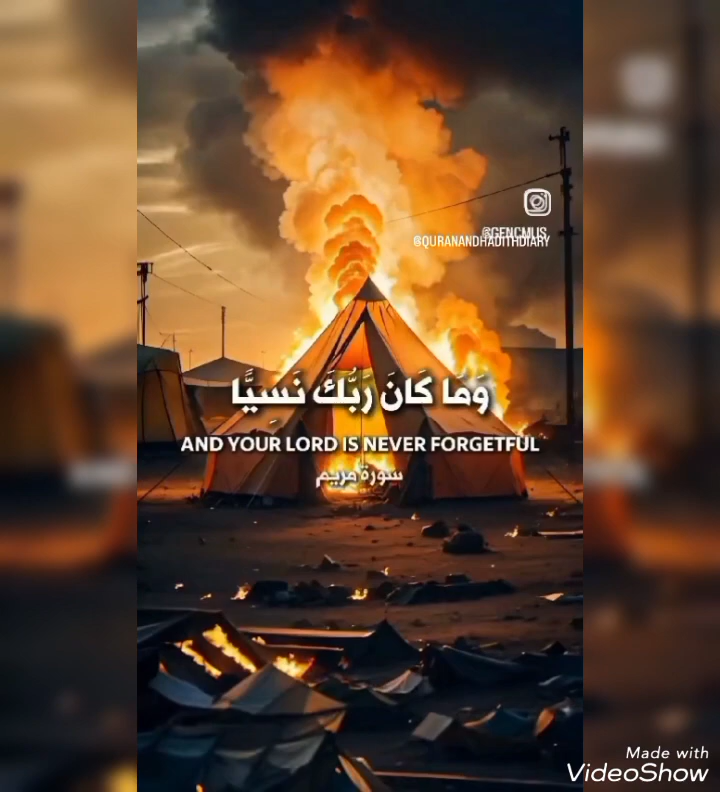 @GENCMUS.
@QURANANDHADITHDIARY
وَمَا كَانَ رَبُّكَ نَسِيًّا
AND YOUR LORD IS NEVER FORGETFUL
سورة مريم
Made with
VideoShow